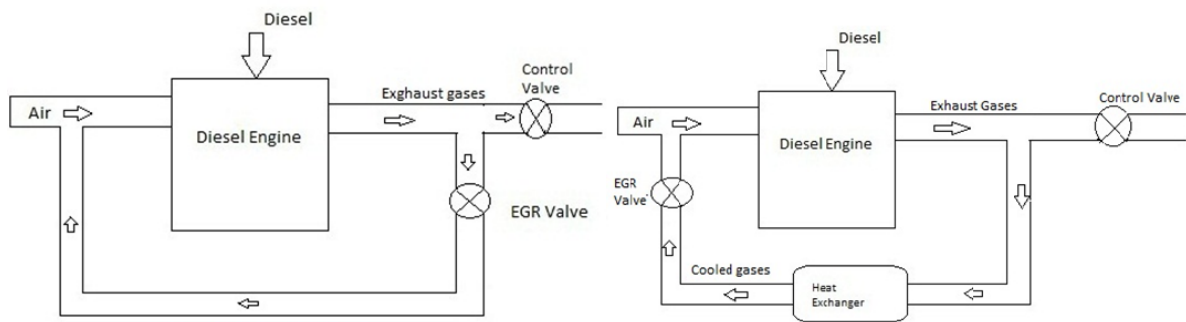 Diesel
Control
Valve
Exghaust gases
Air
Diesel Engine
EGR Valve
Diesel
Control Valve
Exhaust Gases
Air
Diesel Engine
EGR
Valve
Cooled gases
Heat
Exchanger